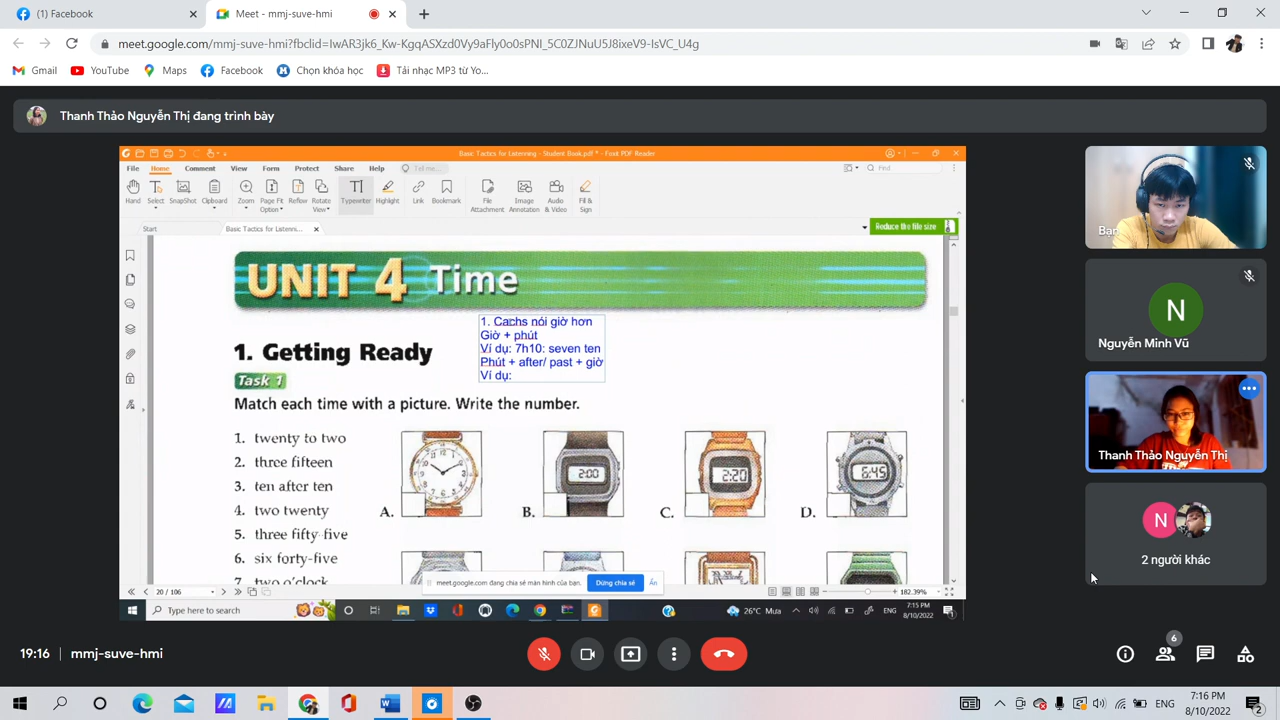 (1) Facebook
Meet - mmj-suve-hmi
meet.google.com/mmj-suve-hmi?fbclid=IwAR3jk6_Kw-KgqASXzd0Vy9aFly0o0sPNI_5C0ZJNuU5J8ixeV9-IsVC_U4g
Gmail
YouTube
Maps
Facebook
Chọn khóa học
Tải nhạc MP3 từ Yo...
Thanh Thảo Nguyễn Thị đang trình bày
Basic Tactics for Listenning - Student Book.pdf * - Foxit PDF Reader
File Home Comment View Form Protect Share Help Tell me... Find
Hand Select SnapShot Clipboard Zoom Page Fit Option Reflow Rotate View Typewriter Highlight Link Bookmark File Attachment Image Annotation Audio & Video Fill & Sign
Start
Basic Tactics for Listenni...
Reduce the file size
UNIT 4 Time
1. Cachs nói giờ hơn
Giờ + phút
Ví dụ: 7h10: seven ten
Phút + after/ past + giờ
Ví dụ:
1. Getting Ready
Task 1
Match each time with a picture. Write the number.
1. twenty to two
2. three fifteen
3. ten after ten
4. two twenty
5. three fifty-five
6. six forty-five
7. two o'clock
A.
B. 2:00
C. 2:20
D. 6:45
meet.google.com đang chia sẻ màn hình của bạn.
Dừng chia sẻ
Ẩn
20 / 106
182.39%
Type here to search
26°C Mưa
ENG
7:15 PM
8/10/2022
Ban
Nguyễn Minh Vũ
N
Thanh Thảo Nguyễn Thị
N
2 người khác
19:16 | mmj-suve-hmi
6
ENG
7:16 PM
8/10/2022
2